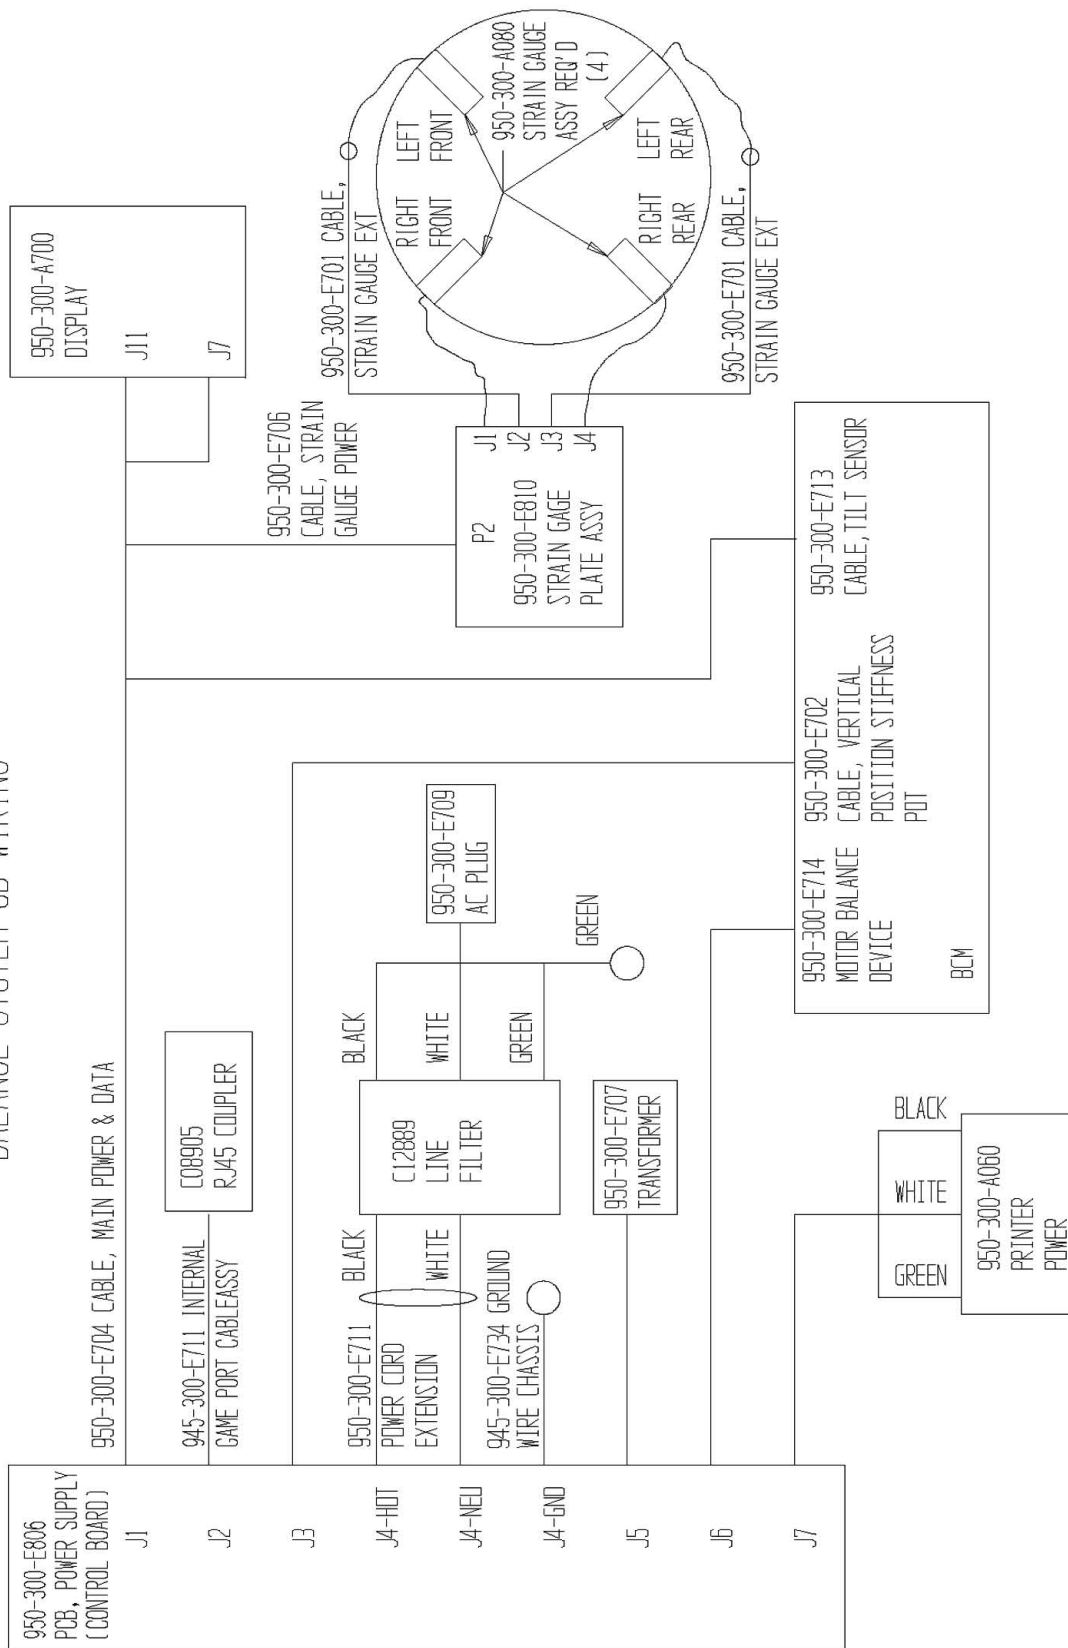 BALANCE SYSTEM SD WIRING
950-300-E806
PCB, POWER SUPPLY
(CONTROL BOARD)
J1
J2
J3
J4-HOT
J4-NEU
J4-GND
J5
J6
J7
950-300-E704 CABLE, MAIN POWER & DATA
945-300-E711 INTERNAL
GAME PORT CABLEASSY
C08905
RJ45 COUPLER
950-300-E711
POWER CORD
EXTENSION
BLACK
WHITE
945-300-E734 GROUND
WIRE CHASSIS
C12889
LINE
FILTER
BLACK
WHITE
GREEN
950-300-E709
AC PLUG
GREEN
950-300-E707
TRANSFORMER
GREEN
WHITE
BLACK
950-300-A060
PRINTER
POWER
950-300-A700
DISPLAY
J11
J7
950-300-E706
CABLE, STRAIN
GAUGE POWER
P2
950-300-E810
STRAIN GAGE
PLATE ASSY
J1
J2
J3
J4
950-300-E701 CABLE,
STRAIN GAUGE EXT
RIGHT
FRONT
LEFT
FRONT
950-300-A080
STRAIN GAUGE
ASSY REQ'D
(4)
RIGHT
REAR
LEFT
REAR
950-300-E701 CABLE,
STRAIN GAUGE EXT
950-300-E714
MOTOR BALANCE
DEVICE
950-300-E702
CABLE, VERTICAL
POSITION STIFFNESS
POT
950-300-E713
CABLE,TILT SENSOR
BCM